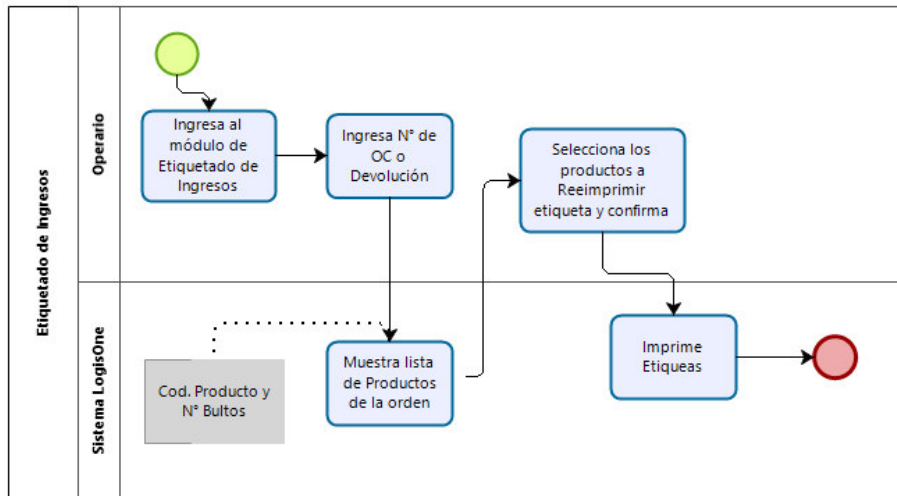 Etiquetado de Ingresos
Operario
Ingresa al
módulo de
Etiquetado de
Ingresos
Ingresa N° de
OC o
Devolución
Selecciona los
productos a
Reeimprimir
etiqueta y confirma
Sistema LogisOne
Cod. Producto y
N° Bultos
Muestra lista
de Productos
de la orden
Imprime
Etiqueas